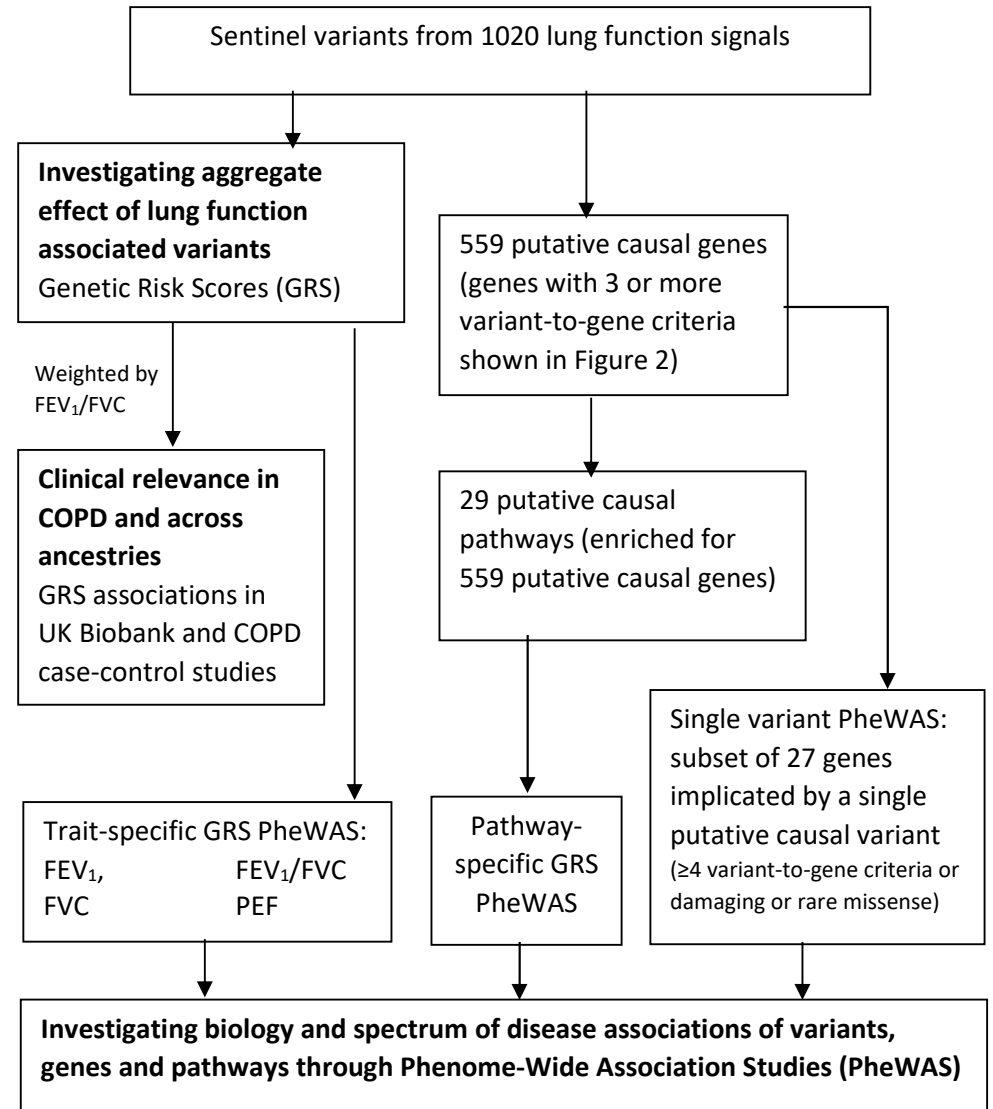 Sentinel variants from 1020 lung function signals
Investigating aggregate
effect of lung function
associated variants
Genetic Risk Scores (GRS)
559 putative causal genes
(genes with 3 or more
variant-to-gene criteria
shown in Figure 2)
Weighted by
FEV₁/FVC
Clinical relevance in
COPD and across
ancestries
GRS associations in
UK Biobank and COPD
case-control studies
29 putative causal
pathways (enriched for
559 putative causal genes)
Single variant PheWAS:
subset of 27 genes
implicated by a single
putative causal variant
(≥4 variant-to-gene criteria or
damaging or rare missense)
Trait-specific GRS PheWAS:
FEV₁, FEV₁/FVC
FVC PEF
Pathway-
specific GRS
PheWAS
Investigating biology and spectrum of disease associations of variants,
genes and pathways through Phenome-Wide Association Studies (PheWAS)